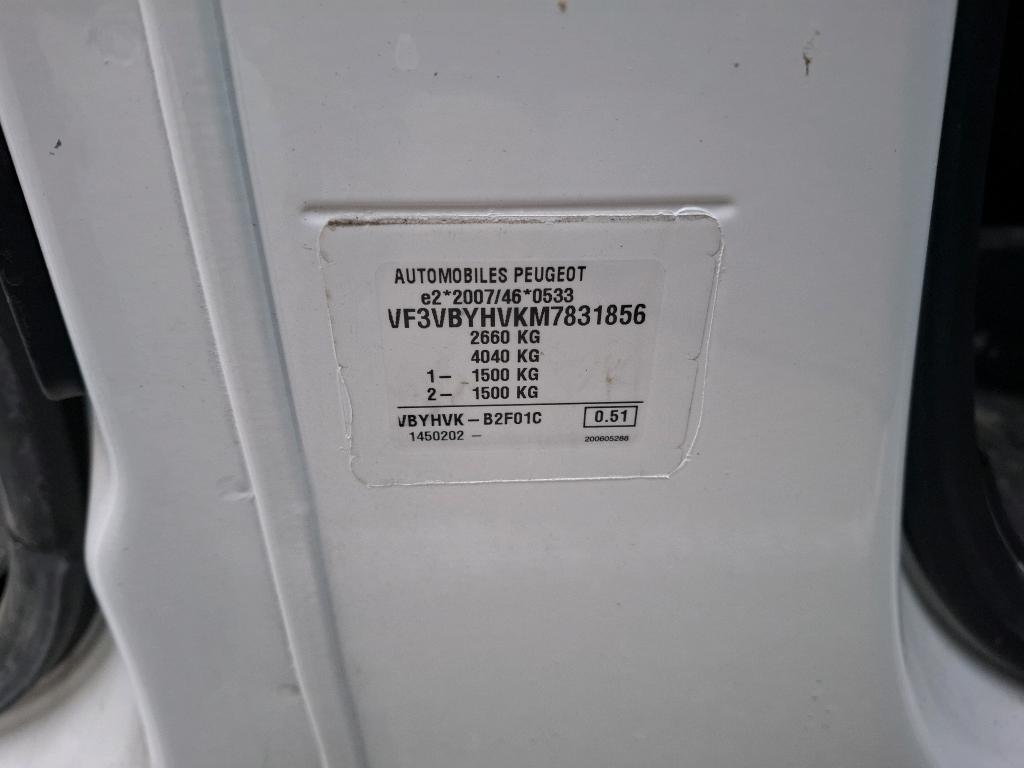 AUTOMOBILES PEUGEOT
e2*2007/46*0533
VF3VBYHVKM7831856
2660 KG
4040 KG
1- 1500 KG
2- 1500 KG
VBYHVK - B2F01C 0.51
1450202 - 200605288